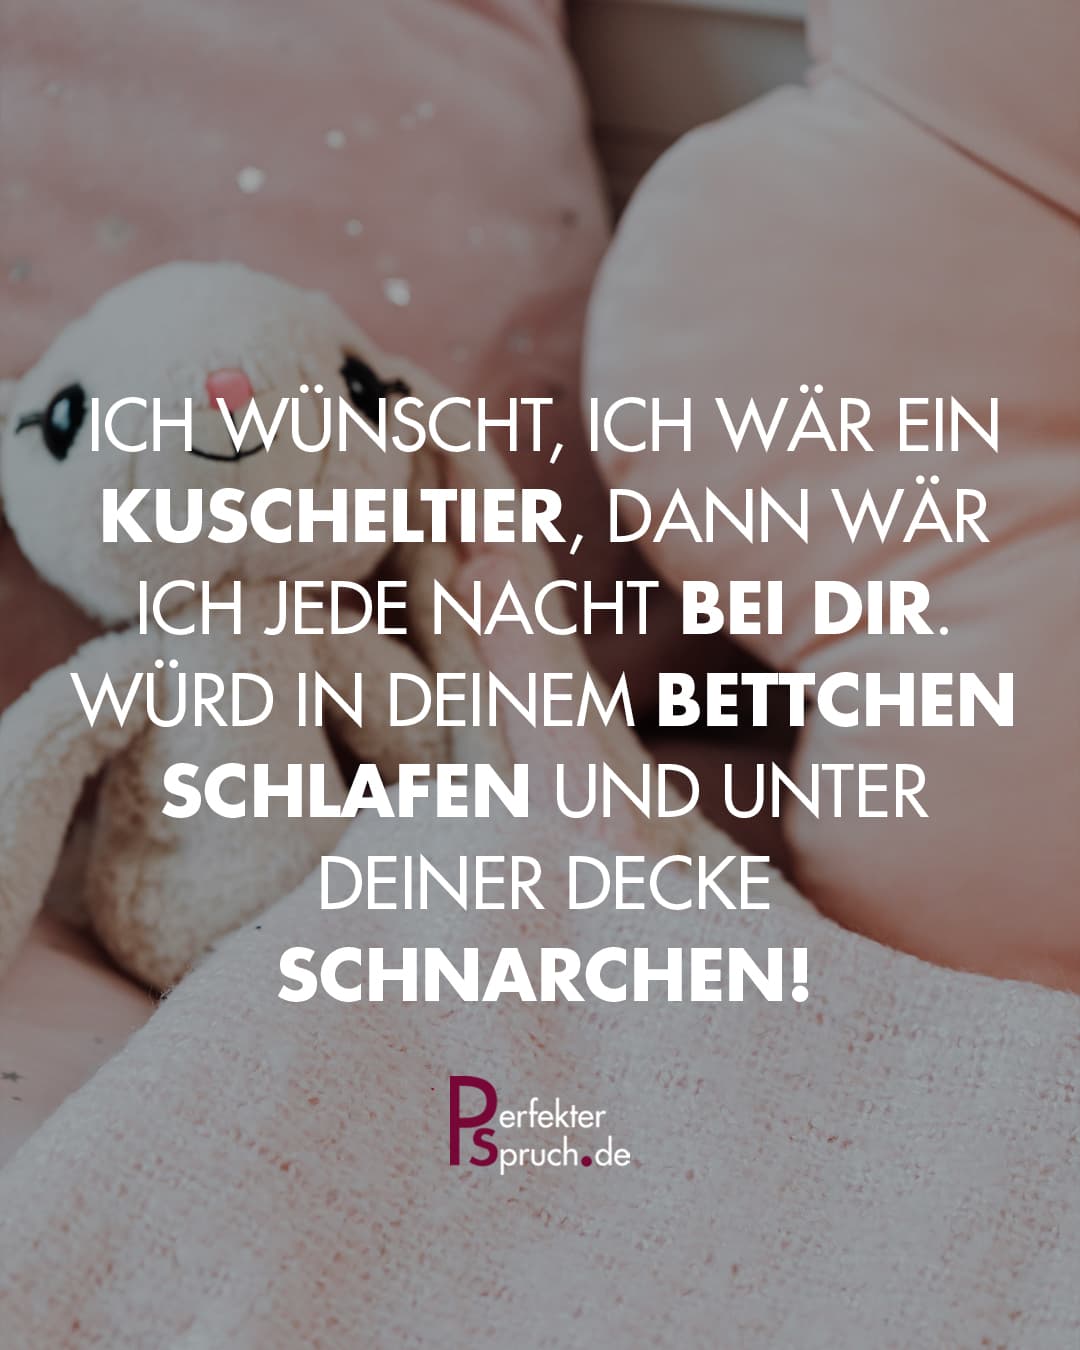 ICH WÜNSCHT, ICH WÄR EIN
KUSCHELTIER, DANN WÄR
ICH JEDE NACHT BEI DIR.
WÜRD IN DEINEM BETTCHEN
SCHLAFEN UND UNTER
DEINER DECKE
SCHNARCHEN!
Perfekter
spruch.de